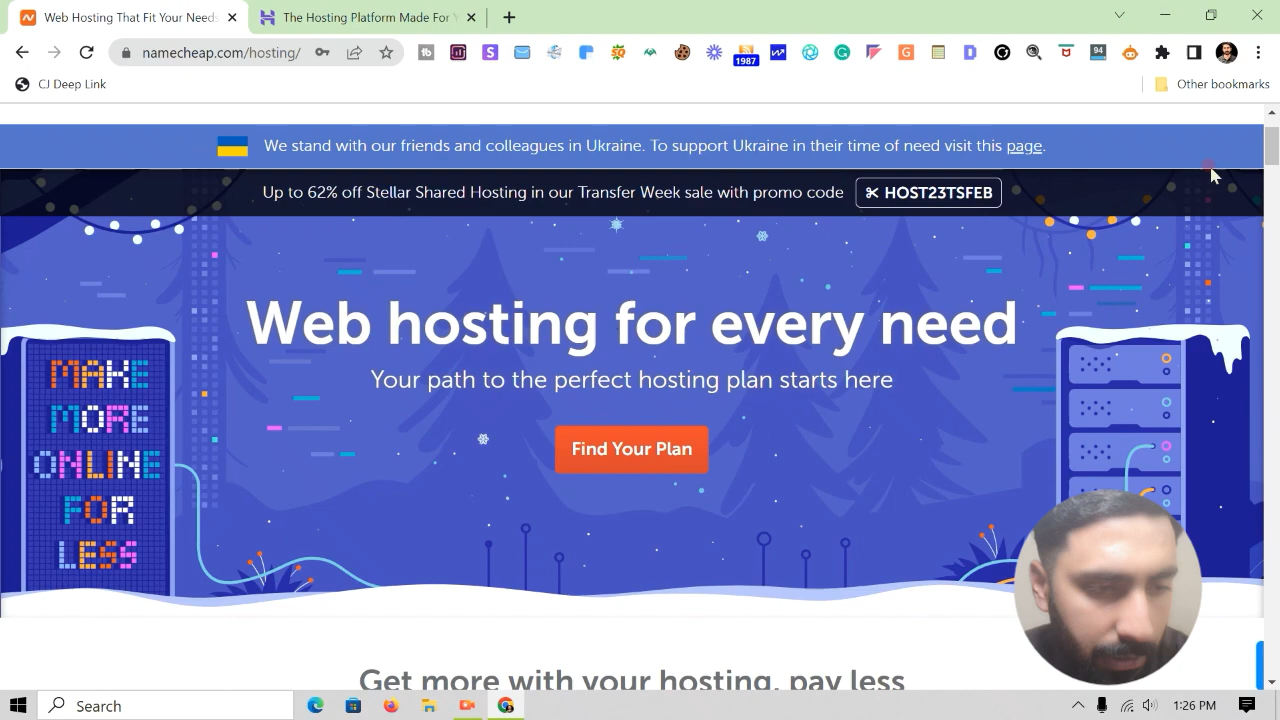 Web Hosting That Fit Your Needs
The Hosting Platform Made For Y
namecheap.com/hosting/
1987
94
CJ Deep Link
Other bookmarks
We stand with our friends and colleagues in Ukraine. To support Ukraine in their time of need visit this page.
Up to 62% off Stellar Shared Hosting in our Transfer Week sale with promo code HOST23TSFEB
Web hosting for every need
Your path to the perfect hosting plan starts here
Find Your Plan
MAKE
MORE
ONLINE
FOR
LESS
Get more with your hosting, pay less
Search
1:26 PM